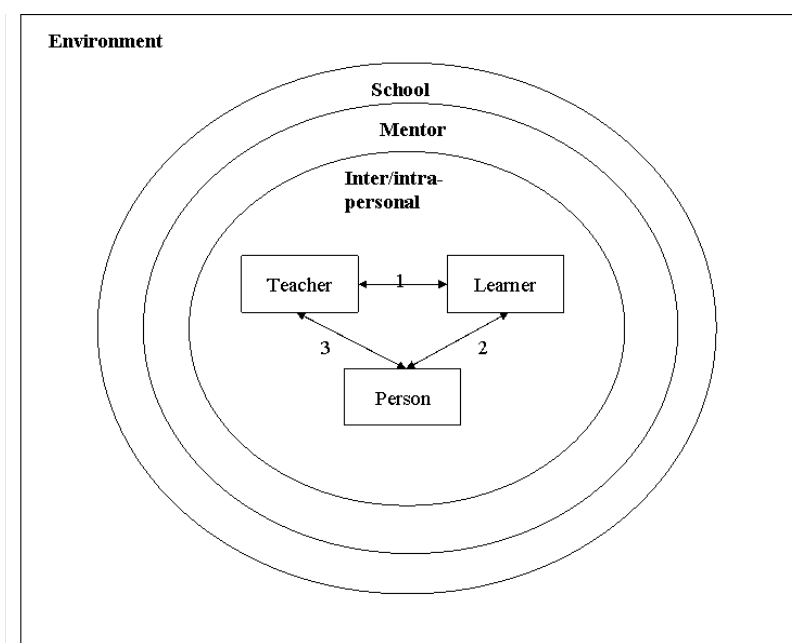 Environment
School
Mentor
Inter/intra-
personal
Teacher
1
Learner
3
2
Person